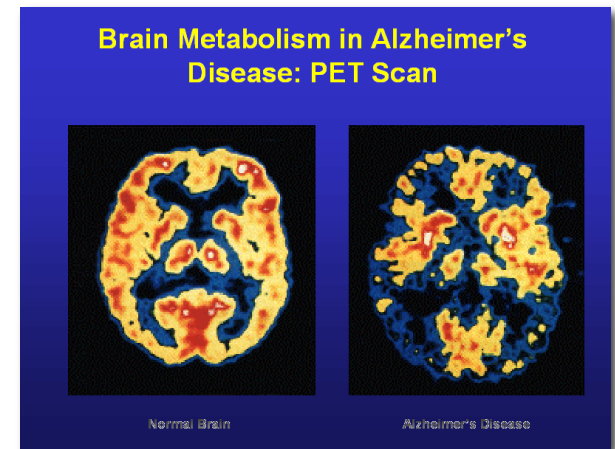 Brain Metabolism in Alzheimer's
Disease: PET Scan
Normal Brain
Alzheimer's Disease